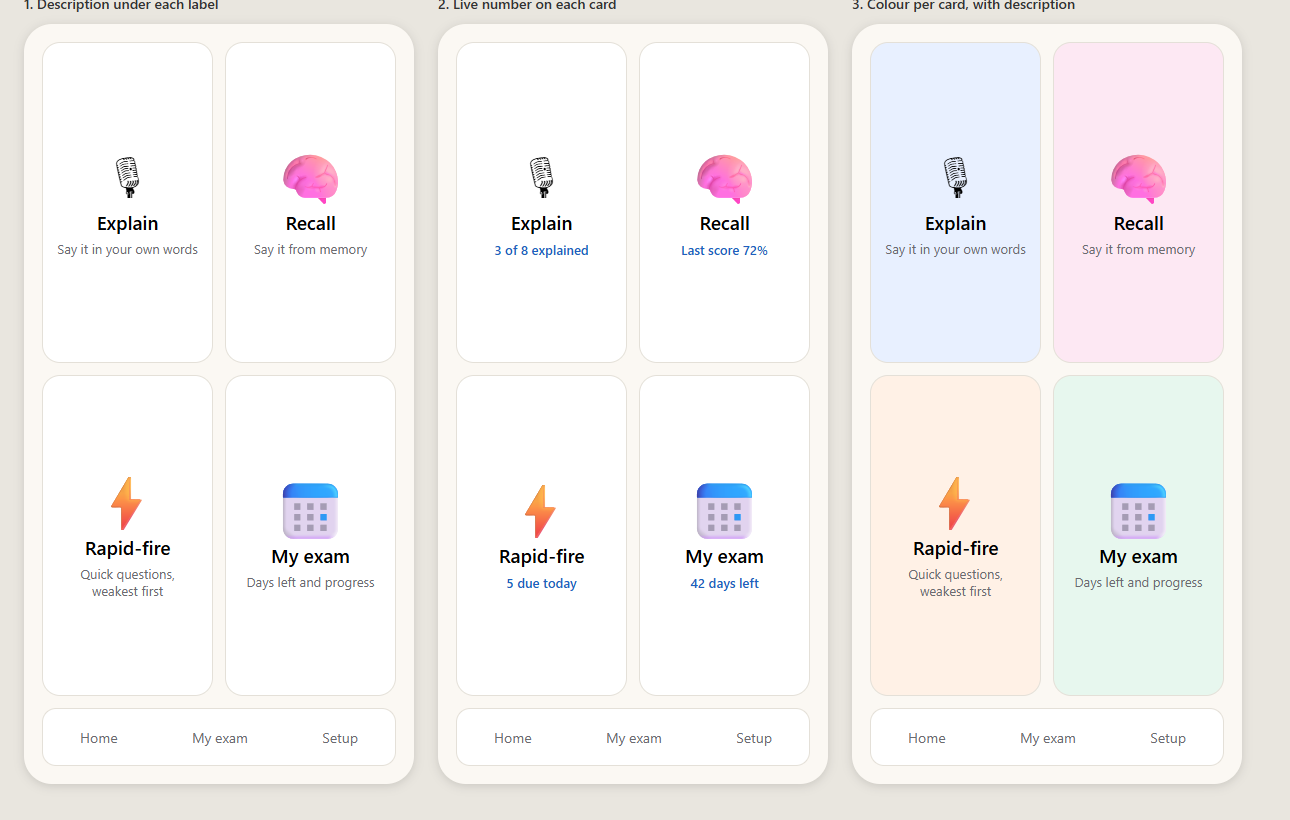 1. Description under each label
2. Live number on each card
3. Colour per card, with description
Explain
Say it in your own words
Recall
Say it from memory
Rapid-fire
Quick questions,
weakest first
My exam
Days left and progress
Home
My exam
Setup
Explain
3 of 8 explained
Recall
Last score 72%
Rapid-fire
5 due today
My exam
42 days left
Home
My exam
Setup
Explain
Say it in your own words
Recall
Say it from memory
Rapid-fire
Quick questions,
weakest first
My exam
Days left and progress
Home
My exam
Setup